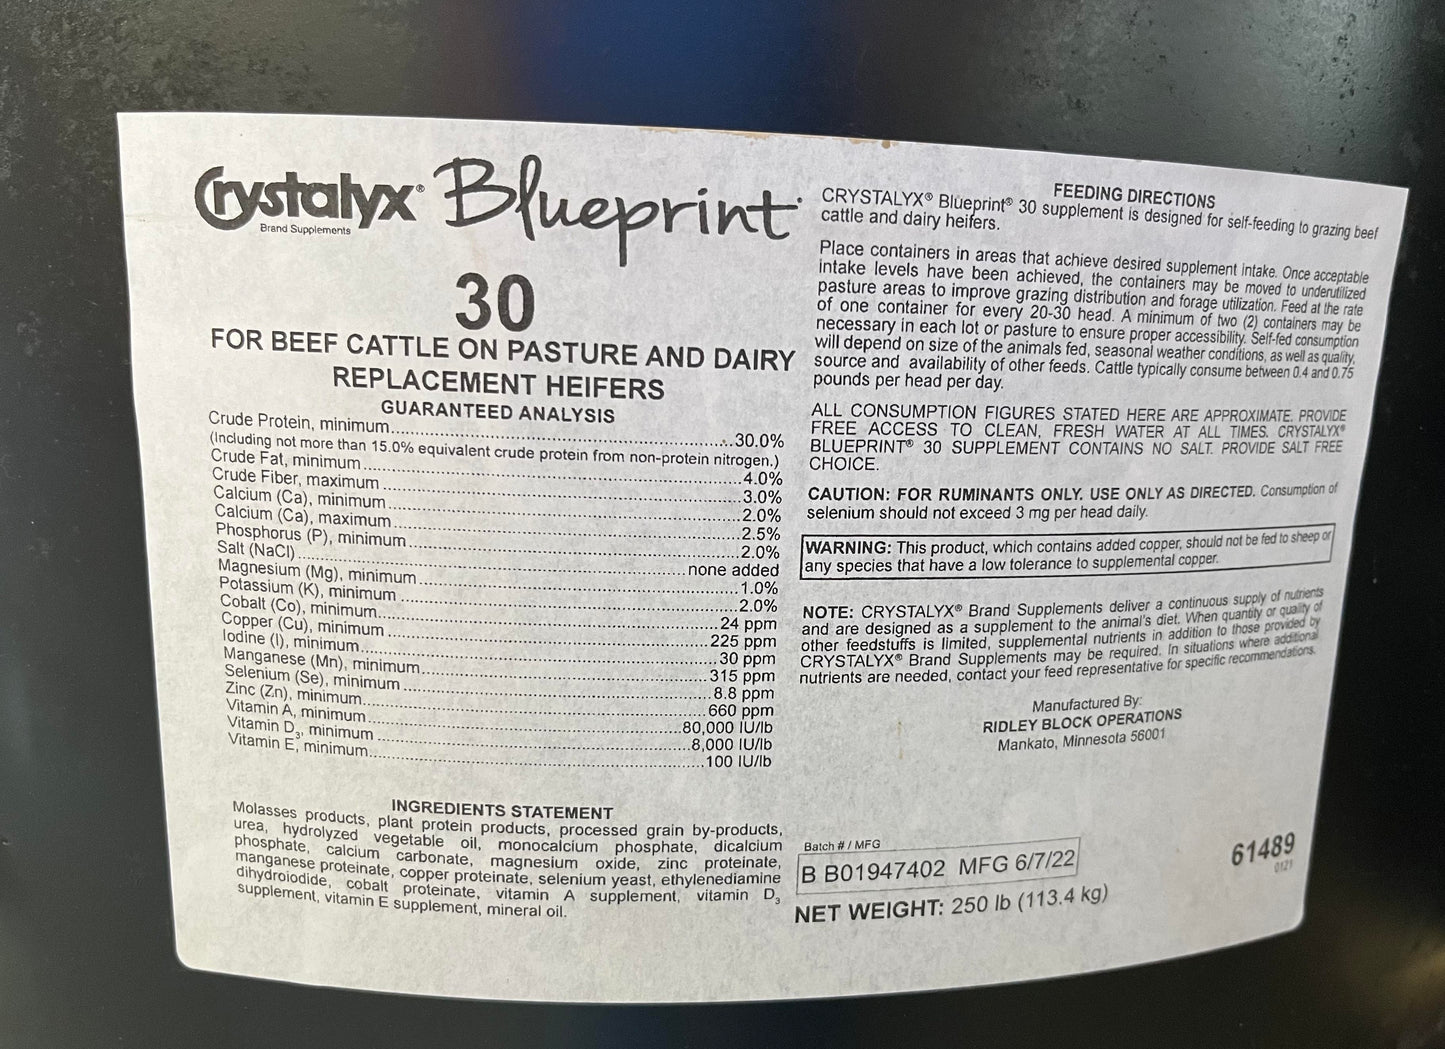 Crystalyx® Blueprint®
Brand Supplements
30
FOR BEEF CATTLE ON PASTURE AND DAIRY
REPLACEMENT HEIFERS
GUARANTEED ANALYSIS
Crude Protein, minimum......30.0%
(Including not more than 15.0% equivalent crude protein from non-protein nitrogen.)
Crude Fat, minimum......4.0%
Crude Fiber, maximum......3.0%
Calcium (Ca), minimum......2.0%
Calcium (Ca), maximum......2.5%
Phosphorus (P), minimum......2.0%
Salt (NaCl)......none added
Magnesium (Mg), minimum......1.0%
Potassium (K), minimum......2.0%
Cobalt (Co), minimum......24 ppm
Copper (Cu), minimum......225 ppm
Iodine (I), minimum......30 ppm
Manganese (Mn), minimum......315 ppm
Selenium (Se), minimum......8.8 ppm
Zinc (Zn), minimum......660 ppm
Vitamin A, minimum......80,000 IU/lb
Vitamin D3, minimum......8,000 IU/lb
Vitamin E, minimum......100 IU/lb
INGREDIENTS STATEMENT
Molasses products, plant protein products, processed grain by-products,
urea, hydrolyzed vegetable oil, monocalcium phosphate, dicalcium
phosphate, calcium carbonate, magnesium oxide, zinc proteinate,
manganese proteinate, copper proteinate, selenium yeast, ethylenediamine
dihydroiodide, cobalt proteinate, vitamin A supplement, vitamin D3
supplement, vitamin E supplement, mineral oil.
FEEDING DIRECTIONS
CRYSTALYX® Blueprint® 30 supplement is designed for self-feeding to grazing beef
cattle and dairy heifers.
Place containers in areas that achieve desired supplement intake. Once acceptable
intake levels have been achieved, the containers may be moved to underutilized
pasture areas to improve grazing distribution and forage utilization. Feed at the rate
of one container for every 20-30 head. A minimum of two (2) containers may be
necessary in each lot or pasture to ensure proper accessibility. Self-fed consumption
will depend on size of the animals fed, seasonal weather conditions, as well as quality,
source and availability of other feeds. Cattle typically consume between 0.4 and 0.75
pounds per head per day.
ALL CONSUMPTION FIGURES STATED HERE ARE APPROXIMATE. PROVIDE
FREE ACCESS TO CLEAN, FRESH WATER AT ALL TIMES. CRYSTALYX®
BLUEPRINT® 30 SUPPLEMENT CONTAINS NO SALT. PROVIDE SALT FREE
CHOICE.
CAUTION: FOR RUMINANTS ONLY. USE ONLY AS DIRECTED. Consumption of
selenium should not exceed 3 mg per head daily.
WARNING: This product, which contains added copper, should not be fed to sheep or
any species that have a low tolerance to supplemental copper.
NOTE: CRYSTALYX® Brand Supplements deliver a continuous supply of nutrients
and are designed as a supplement to the animal's diet. When quantity or quality of
other feedstuffs is limited, supplemental nutrients in addition to those provided by
CRYSTALYX® Brand Supplements may be required. In situations where additional
nutrients are needed, contact your feed representative for specific recommendations.
Manufactured By:
RIDLEY BLOCK OPERATIONS
Mankato, Minnesota 56001
Batch # / MFG
B B01947402 MFG 6/7/22
61489
0121
NET WEIGHT: 250 lb (113.4 kg)